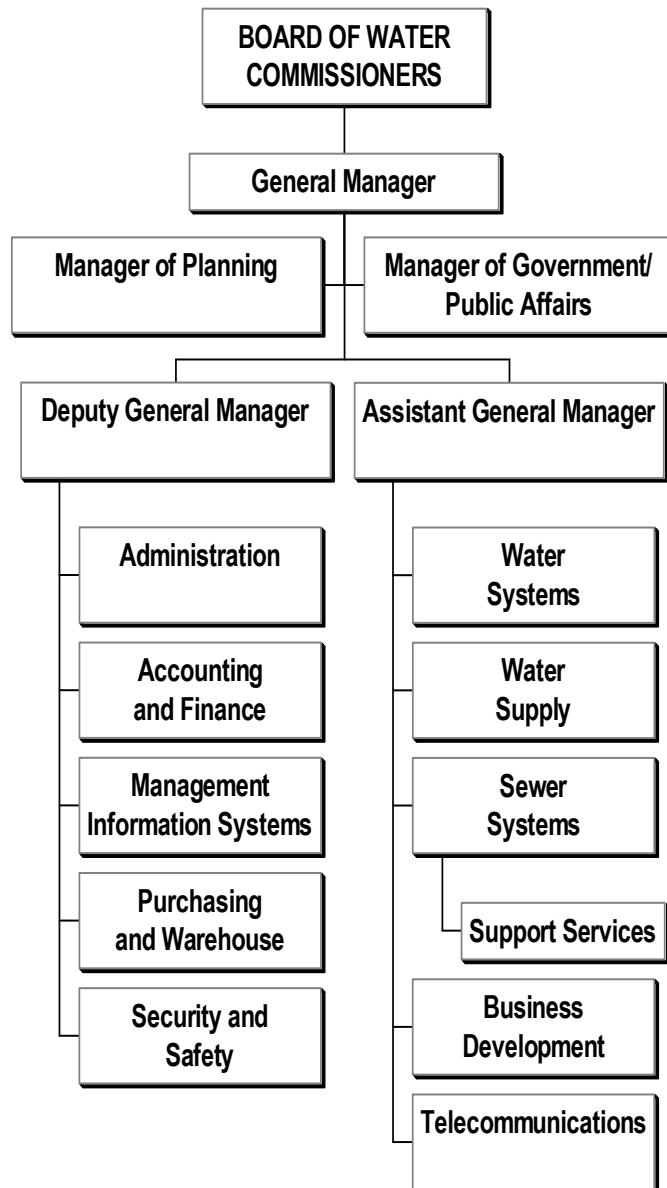 BOARD OF WATER
COMMISSIONERS
General Manager
Manager of Planning
Manager of Government/
Public Affairs
Deputy General Manager
Assistant General Manager
Administration
Accounting
and Finance
Management
Information Systems
Purchasing
and Warehouse
Security and
Safety
Water
Systems
Water
Supply
Sewer
Systems
Support Services
Business
Development
Telecommunications